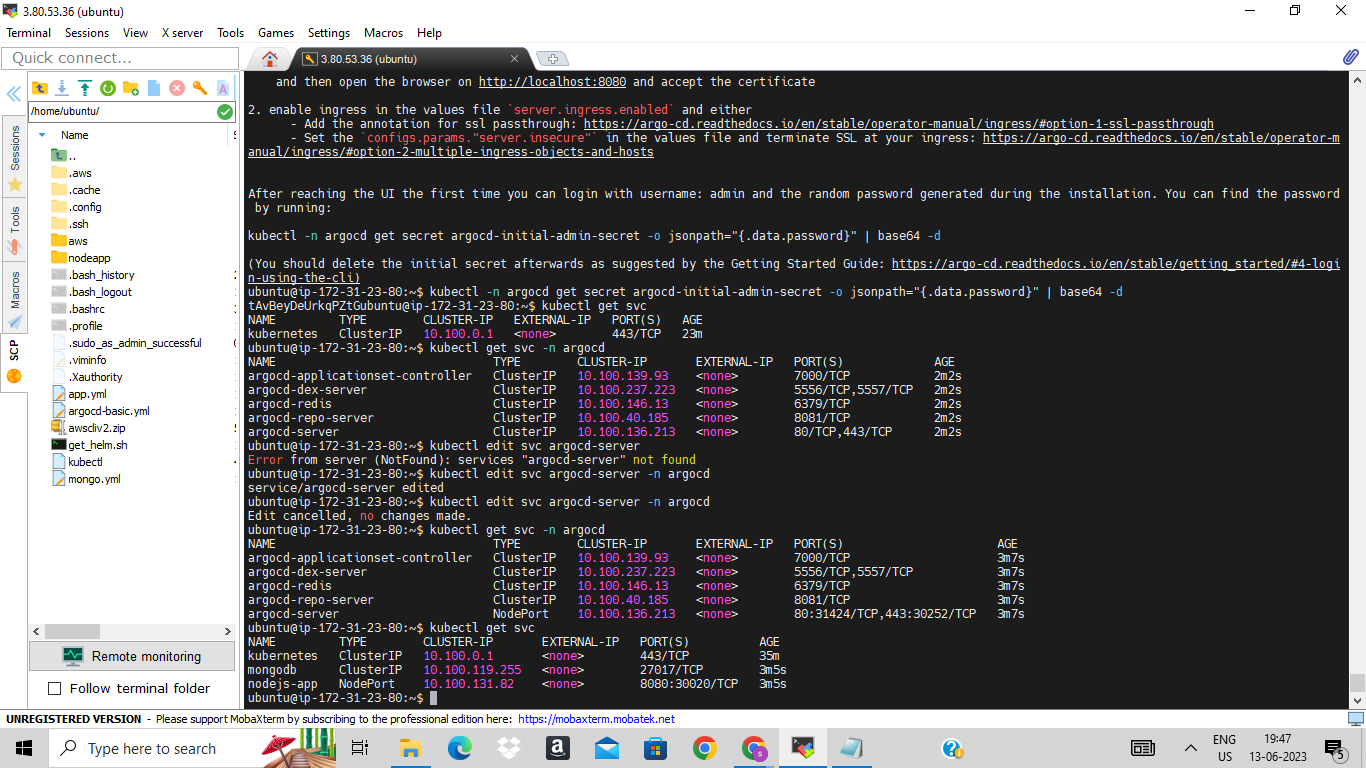 3.80.53.36 (ubuntu)
Terminal Sessions View X server Tools Games Settings Macros Help
Quick connect...
3.80.53.36 (ubuntu)
/home/ubuntu/
Sessions
Tools
Macros
SCP
Name
..
.aws
.cache
.config
.ssh
aws
nodeapp
.bash_history
.bash_logout
.bashrc
.profile
.sudo_as_admin_successful
.viminfo
.Xauthority
app.yml
argocd-basic.yml
awscliv2.zip
get_helm.sh
kubectl
mongo.yml
Remote monitoring
Follow terminal folder
and then open the browser on http://localhost:8080 and accept the certificate
2. enable ingress in the values file `server.ingress.enabled` and either
- Add the annotation for ssl passthrough: https://argo-cd.readthedocs.io/en/stable/operator-manual/ingress/#option-1-ssl-passthrough
- Set the `configs.params."server.insecure"` in the values file and terminate SSL at your ingress: https://argo-cd.readthedocs.io/en/stable/operator-m
anual/ingress/#option-2-multiple-ingress-objects-and-hosts
After reaching the UI the first time you can login with username: admin and the random password generated during the installation. You can find the password
by running:
kubectl -n argocd get secret argocd-initial-admin-secret -o jsonpath="{.data.password}" | base64 -d
(You should delete the initial secret afterwards as suggested by the Getting Started Guide: https://argo-cd.readthedocs.io/en/stable/getting_started/#4-logi
n-using-the-cli)
ubuntu@ip-172-31-23-80:~$ kubectl -n argocd get secret argocd-initial-admin-secret -o jsonpath="{.data.password}" | base64 -d
tAvBeyDeUrkqPZtGubuntu@ip-172-31-23-80:~$ kubectl get svc
NAME TYPE CLUSTER-IP EXTERNAL-IP PORT(S) AGE
kubernetes ClusterIP 10.100.0.1 <none> 443/TCP 23m
ubuntu@ip-172-31-23-80:~$ kubectl get svc -n argocd
NAME TYPE CLUSTER-IP EXTERNAL-IP PORT(S) AGE
argocd-applicationset-controller ClusterIP 10.100.139.93 <none> 7000/TCP 2m2s
argocd-dex-server ClusterIP 10.100.237.223 <none> 5556/TCP,5557/TCP 2m2s
argocd-redis ClusterIP 10.100.146.13 <none> 6379/TCP 2m2s
argocd-repo-server ClusterIP 10.100.40.185 <none> 8081/TCP 2m2s
argocd-server ClusterIP 10.100.136.213 <none> 80/TCP,443/TCP 2m2s
ubuntu@ip-172-31-23-80:~$ kubectl edit svc argocd-server
Error from server (NotFound): services "argocd-server" not found
ubuntu@ip-172-31-23-80:~$ kubectl edit svc argocd-server -n argocd
service/argocd-server edited
ubuntu@ip-172-31-23-80:~$ kubectl edit svc argocd-server -n argocd
Edit cancelled, no changes made.
ubuntu@ip-172-31-23-80:~$ kubectl get svc -n argocd
NAME TYPE CLUSTER-IP EXTERNAL-IP PORT(S) AGE
argocd-applicationset-controller ClusterIP 10.100.139.93 <none> 7000/TCP 3m7s
argocd-dex-server ClusterIP 10.100.237.223 <none> 5556/TCP,5557/TCP 3m7s
argocd-redis ClusterIP 10.100.146.13 <none> 6379/TCP 3m7s
argocd-repo-server ClusterIP 10.100.40.185 <none> 8081/TCP 3m7s
argocd-server NodePort 10.100.136.213 <none> 80:31424/TCP,443:30252/TCP 3m7s
ubuntu@ip-172-31-23-80:~$ kubectl get svc
NAME TYPE CLUSTER-IP EXTERNAL-IP PORT(S) AGE
kubernetes ClusterIP 10.100.0.1 <none> 443/TCP 35m
mongodb ClusterIP 10.100.119.255 <none> 27017/TCP 3m5s
nodejs-app NodePort 10.100.131.82 <none> 8080:30020/TCP 3m5s
ubuntu@ip-172-31-23-80:~$
UNREGISTERED VERSION - Please support MobaXterm by subscribing to the professional edition here: https://mobaxterm.mobatek.net
Type here to search
ENG
US
19:47
13-06-2023
5